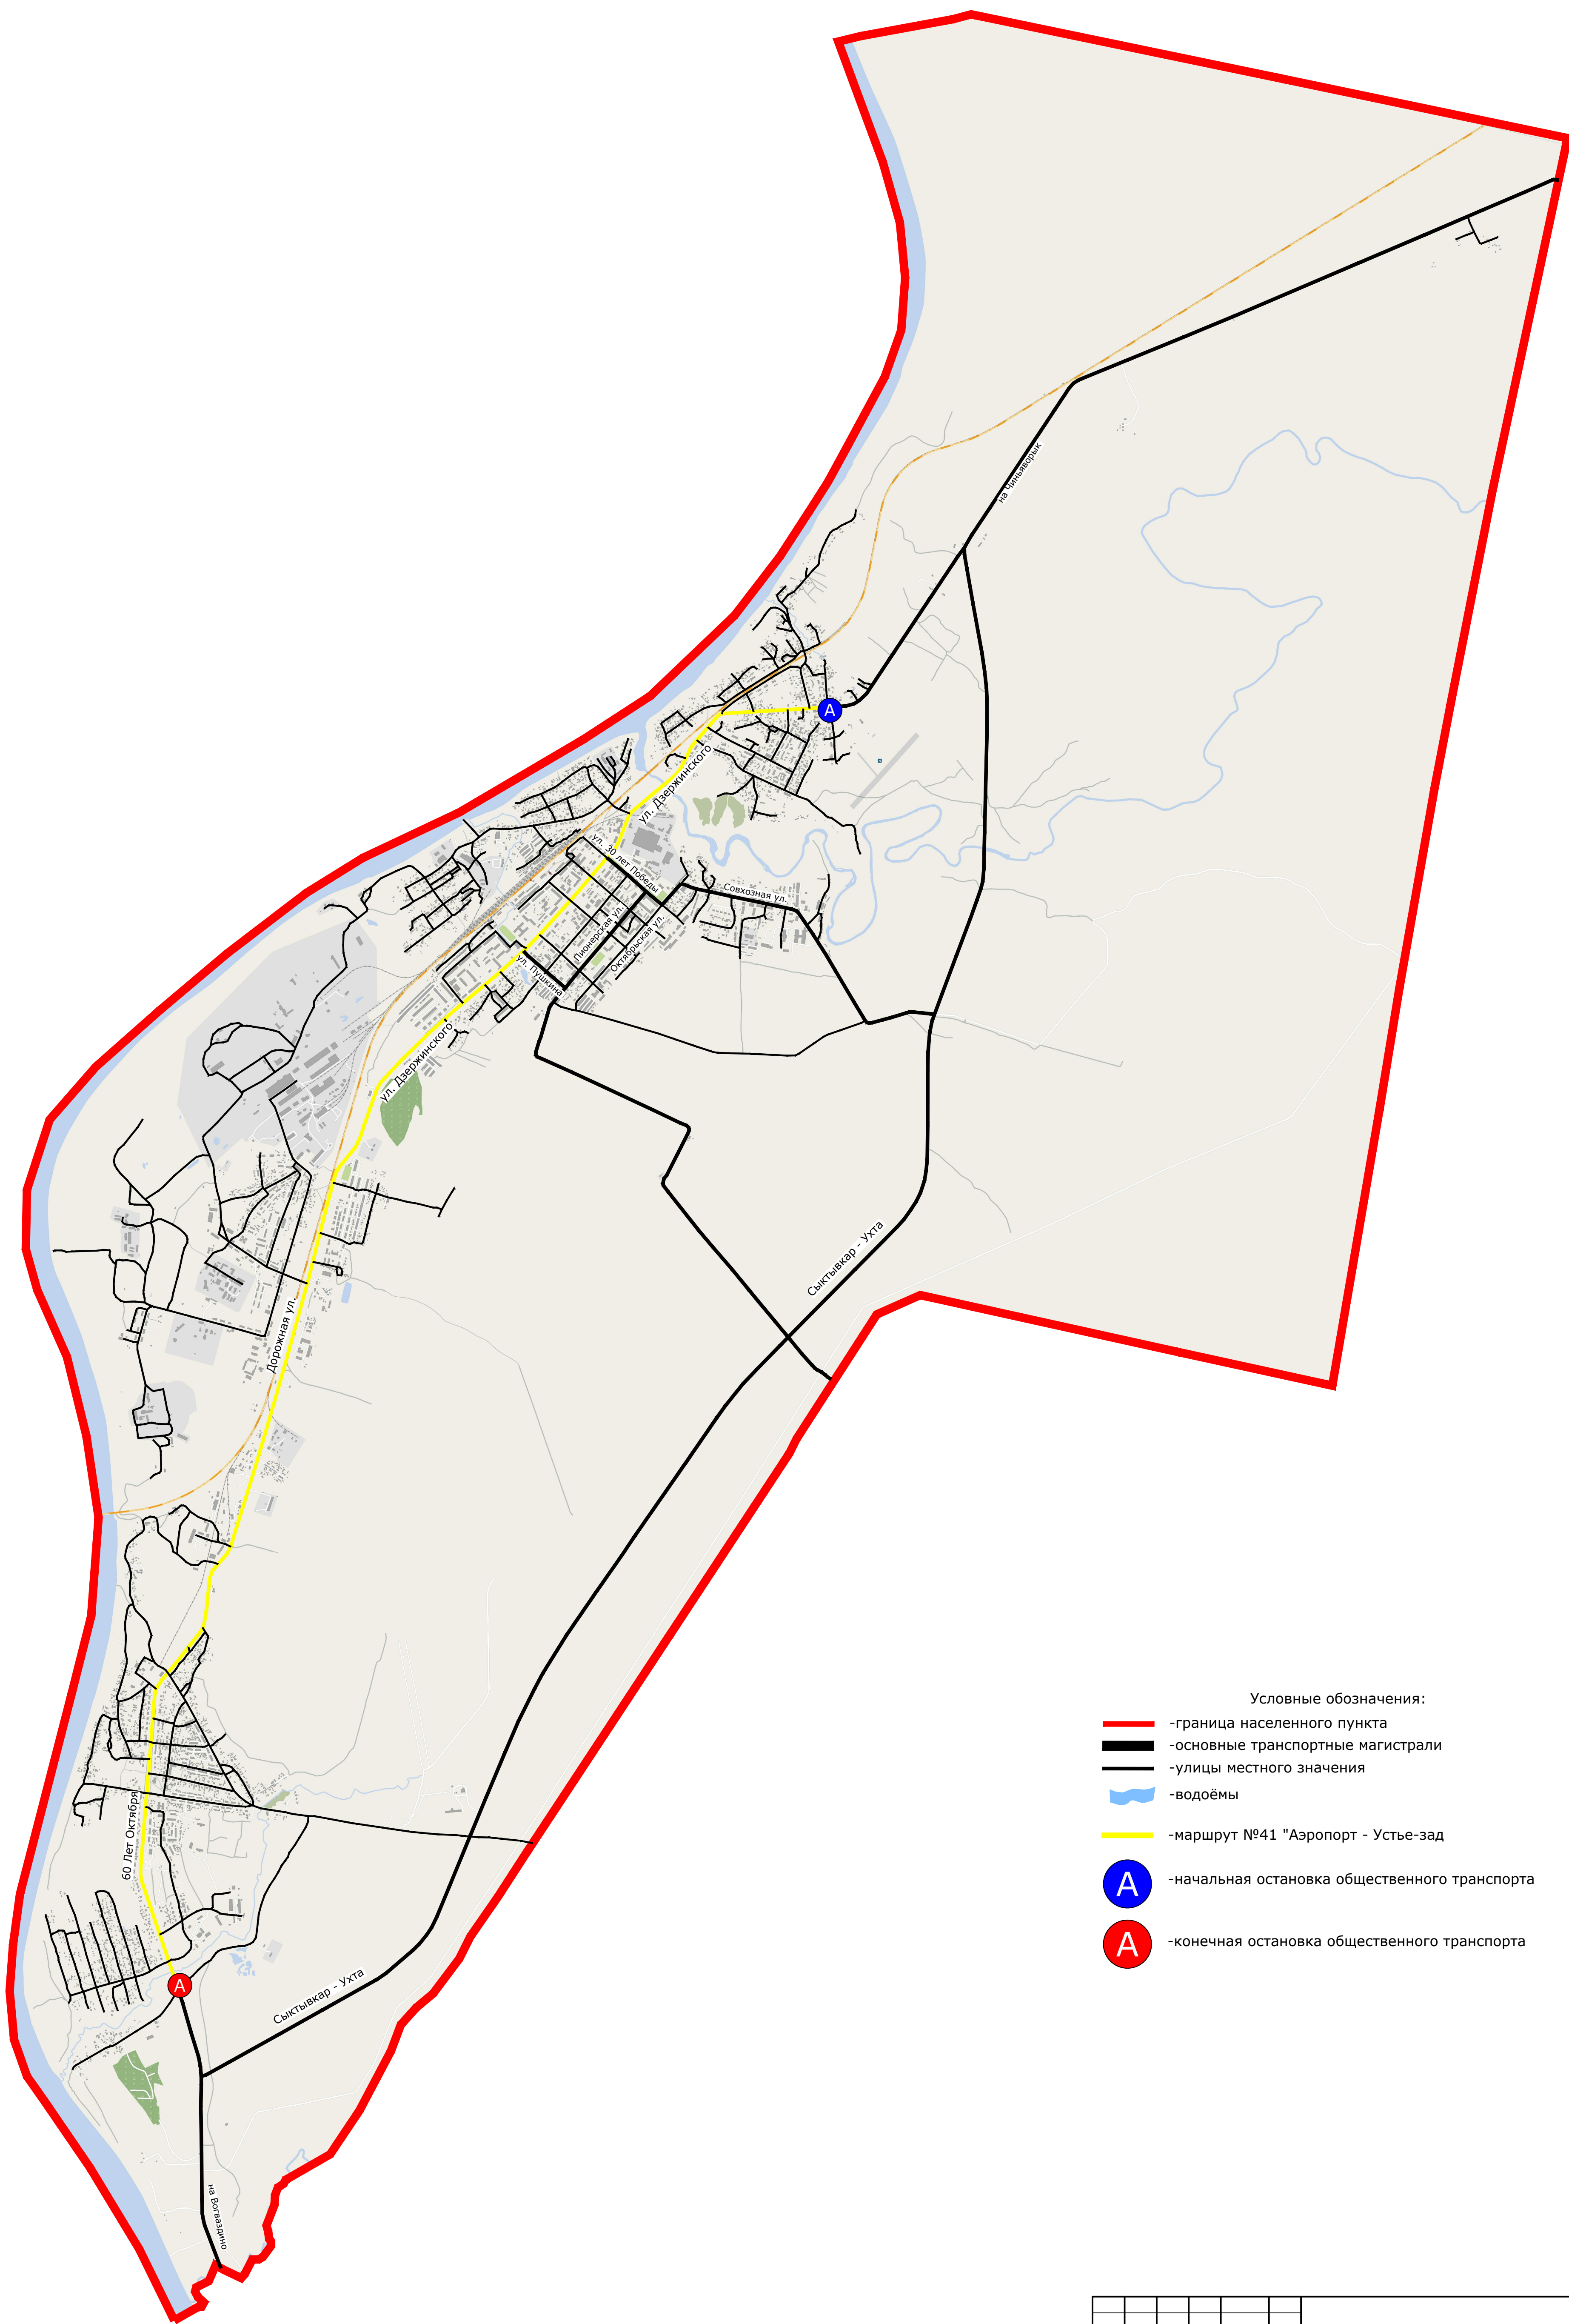 на Чиньяворык
А
ул. Дзержинского
ул. 30 лет Победы
Совхозная ул.
Пионерская ул.
Октябрьская ул.
ул. Пушкина
ул. Дзержинского
Сыктывкар - Ухта
Дорожная ул.
60 Лет Октября
А
Сыктывкар - Ухта
на Вогваздино
Условные обозначения:
-граница населенного пункта
-основные транспортные магистрали
-улицы местного значения
-водоёмы
-маршрут №41 "Аэропорт - Устье-зад
А -начальная остановка общественного транспорта
А -конечная остановка общественного транспорта